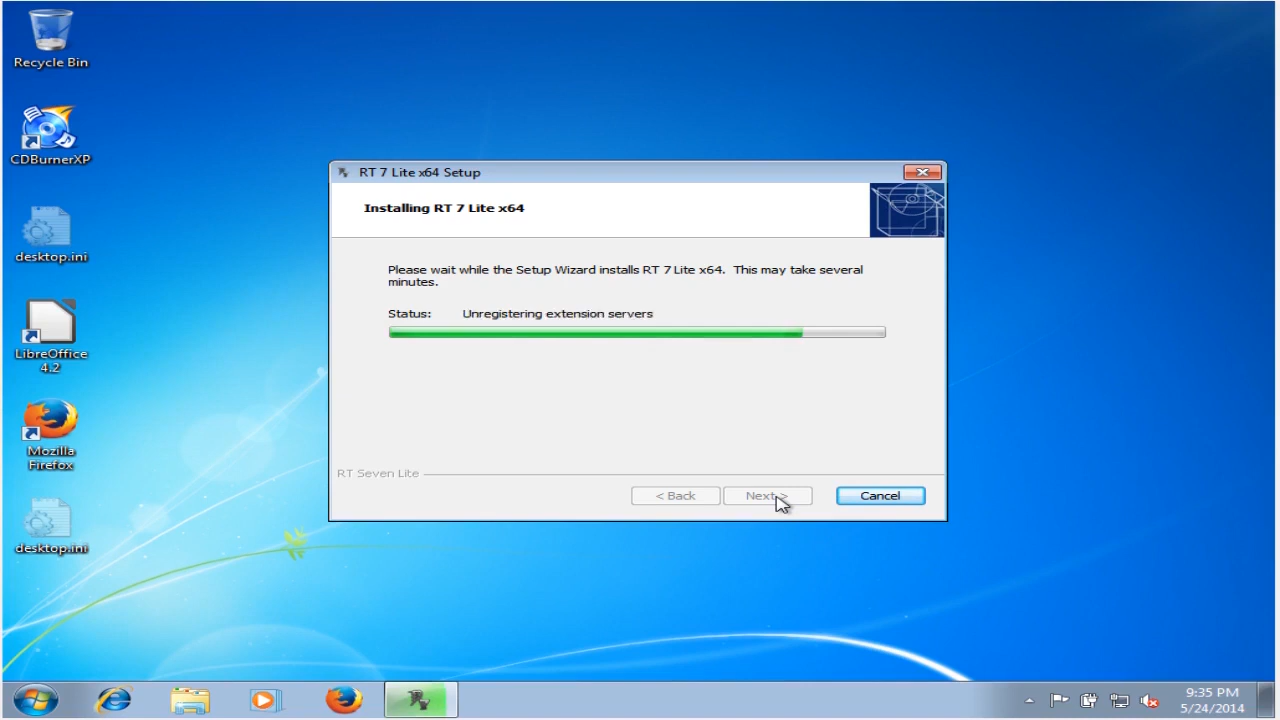 Recycle Bin
CDBurnerXP
desktop.ini
LibreOffice
4.2
Mozilla
Firefox
desktop.ini
RT 7 Lite x64 Setup
Installing RT 7 Lite x64
Please wait while the Setup Wizard installs RT 7 Lite x64. This may take several
minutes.
Status: Unregistering extension servers
RT Seven Lite
< Back Next > Cancel
9:35 PM
5/24/2014